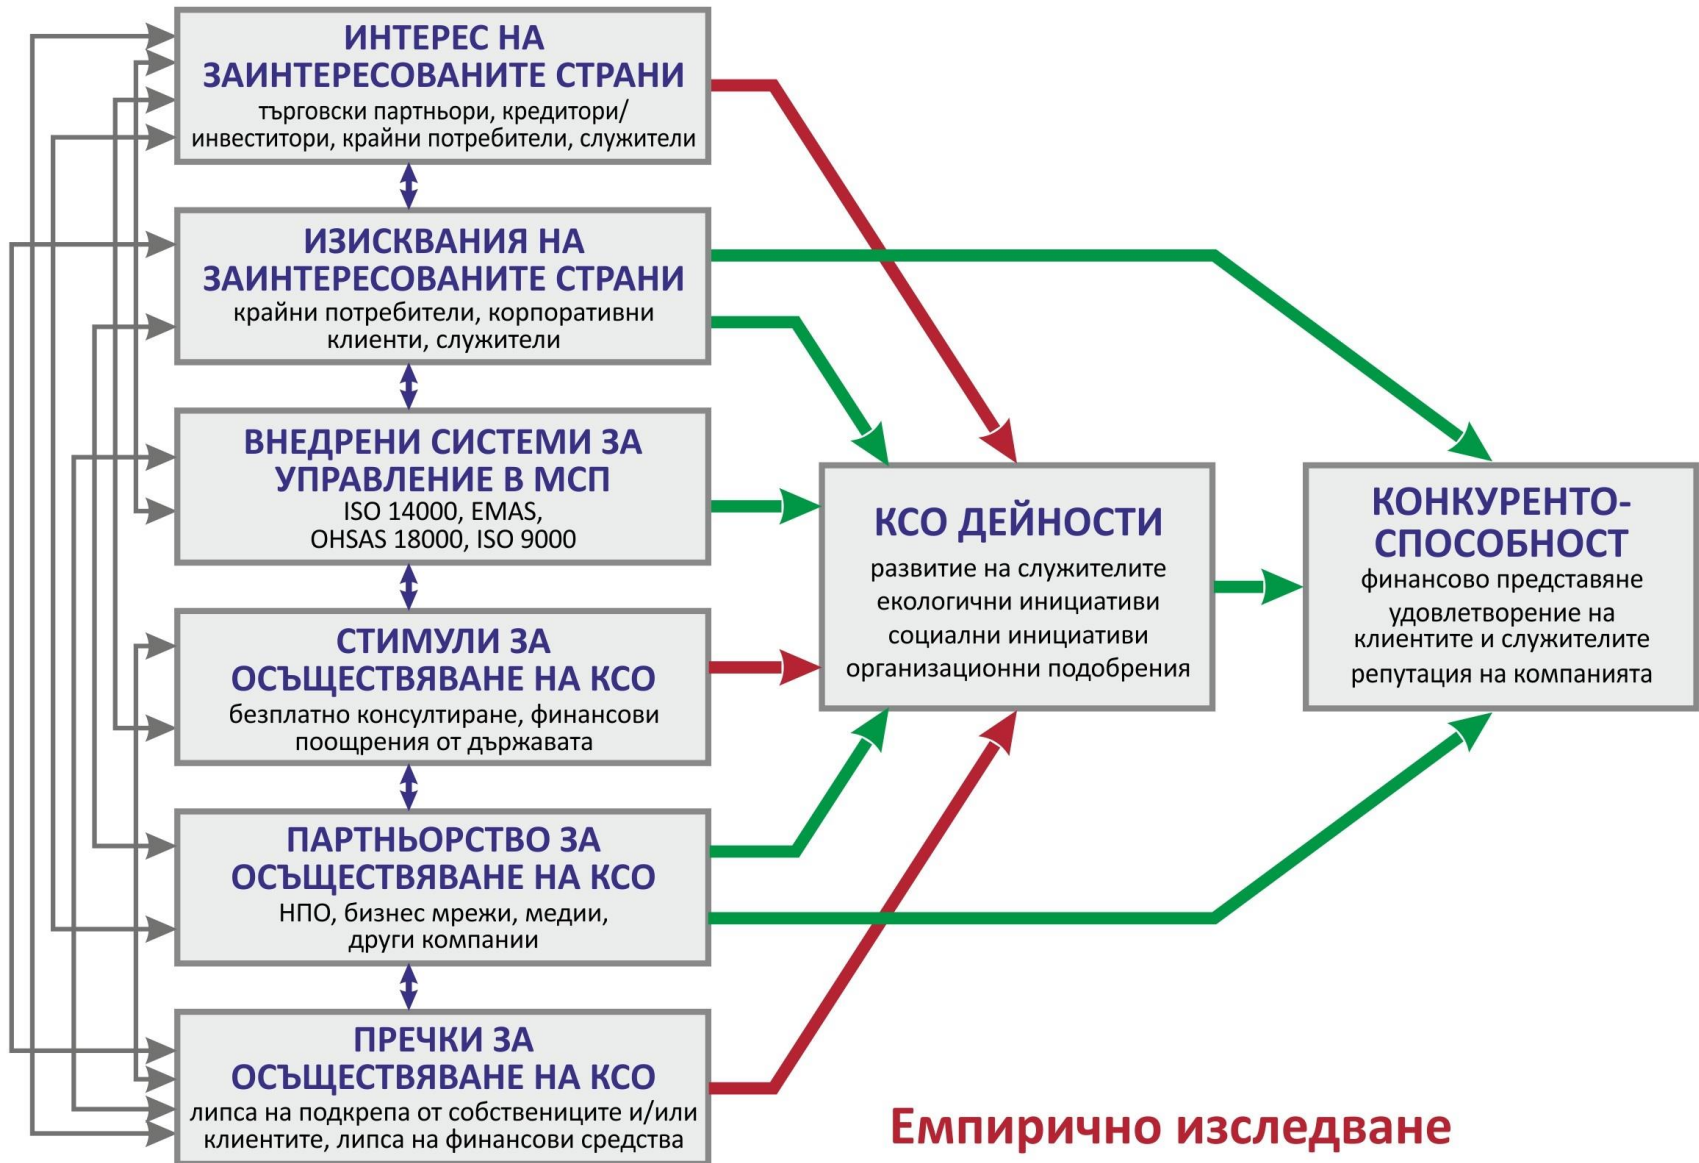 ИНТЕРЕС НА
ЗАИНТЕРЕСОВАНИТЕ СТРАНИ
търговски партньори, кредитори/
инвеститори, крайни потребители, служители
ИЗИСКВАНИЯ НА
ЗАИНТЕРЕСОВАНИТЕ СТРАНИ
крайни потребители, корпоративни
клиенти, служители
ВНЕДРЕНИ СИСТЕМИ ЗА
УПРАВЛЕНИЕ В МСП
ISO 14000, EMAS,
OHSAS 18000, ISO 9000
СТИМУЛИ ЗА
ОСЪЩЕСТВЯВАНЕ НА КСО
безплатно консултиране, финансови
поощрения от държавата
ПАРТНЬОРСТВО ЗА
ОСЪЩЕСТВЯВАНЕ НА КСО
НПО, бизнес мрежи, медии,
други компании
ПРЕЧКИ ЗА
ОСЪЩЕСТВЯВАНЕ НА КСО
липса на подкрепа от собствениците и/или
клиентите, липса на финансови средства
КСО ДЕЙНОСТИ
развитие на служителите
екологични инициативи
социални инициативи
организационни подобрения
КОНКУРЕНТО-
СПОСОБНОСТ
финансово представяне
удовлетворение на
клиентите и служителите
репутация на компанията
Емпирично изследване